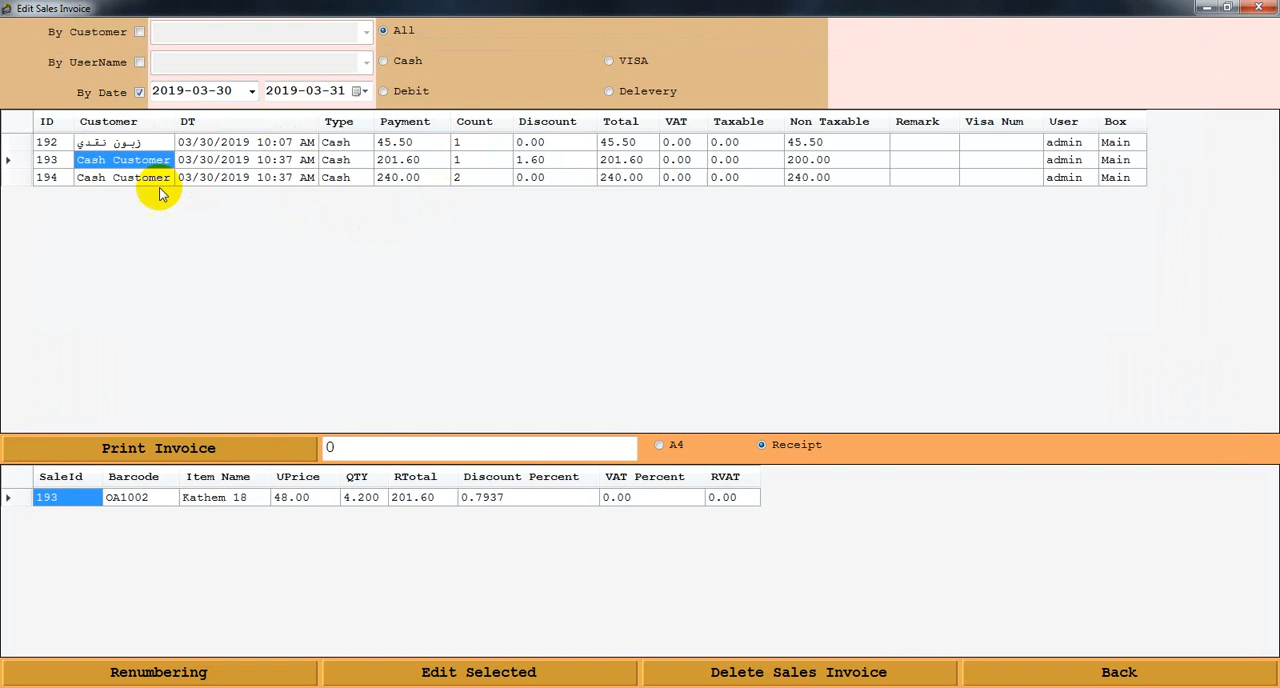 Edit Sales Invoice
By Customer All
By UserName Cash VISA
By Date 2019-03-30 2019-03-31 Debit Delevery
ID Customer DT Type Payment Count Discount Total VAT Taxable Non Taxable Remark Visa Num User Box
192 زبون نقدي 03/30/2019 10:07 AM Cash 45.50 1 0.00 45.50 0.00 0.00 45.50 admin Main
193 Cash Customer 03/30/2019 10:37 AM Cash 201.60 1 1.60 201.60 0.00 0.00 200.00 admin Main
194 Cash Customer 03/30/2019 10:37 AM Cash 240.00 2 0.00 240.00 0.00 0.00 240.00 admin Main
Print Invoice 0 A4 Receipt
SaleId Barcode Item Name UPrice QTY RTotal Discount Percent VAT Percent RVAT
193 OA1002 Kathem 18 48.00 4.200 201.60 0.7937 0.00 0.00
Renumbering Edit Selected Delete Sales Invoice Back